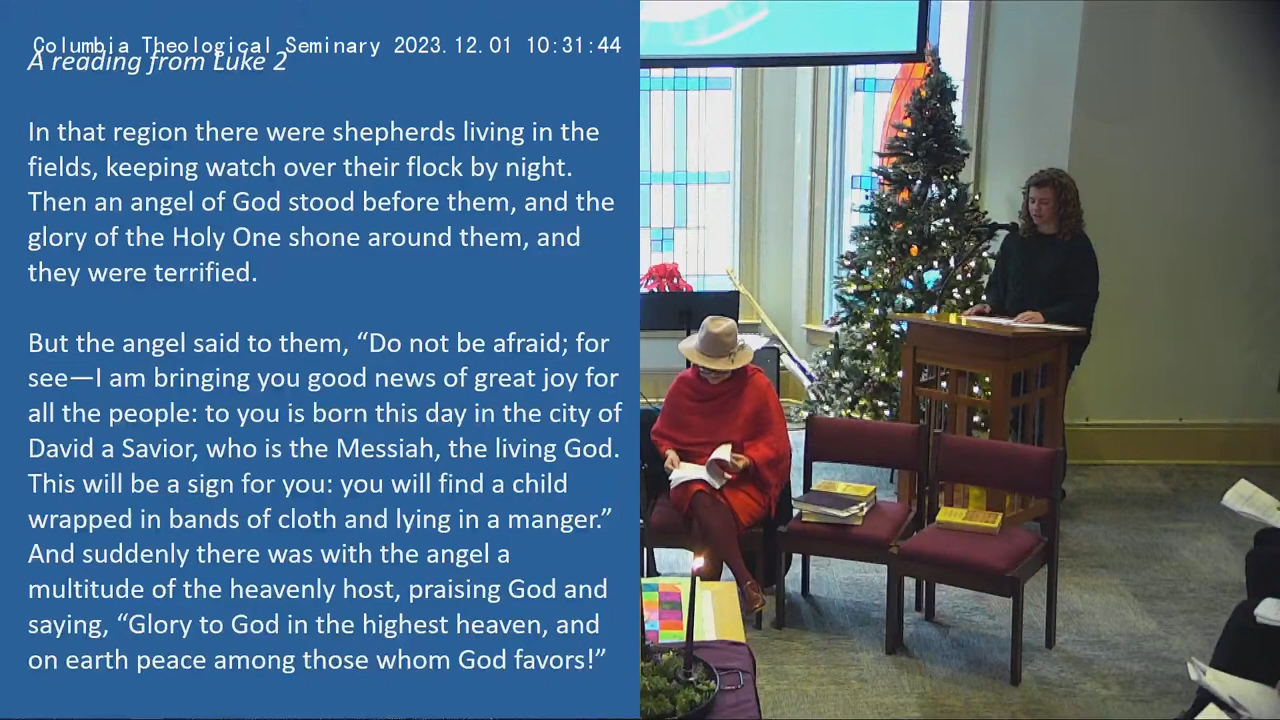 Columbia Theological Seminary 2023.12.01 10:31:44
A reading from Luke 2
In that region there were shepherds living in the
fields, keeping watch over their flock by night.
Then an angel of God stood before them, and the
glory of the Holy One shone around them, and
they were terrified.
But the angel said to them, “Do not be afraid; for
see—I am bringing you good news of great joy for
all the people: to you is born this day in the city of
David a Savior, who is the Messiah, the living God.
This will be a sign for you: you will find a child
wrapped in bands of cloth and lying in a manger.”
And suddenly there was with the angel a
multitude of the heavenly host, praising God and
saying, “Glory to God in the highest heaven, and
on earth peace among those whom God favors!”